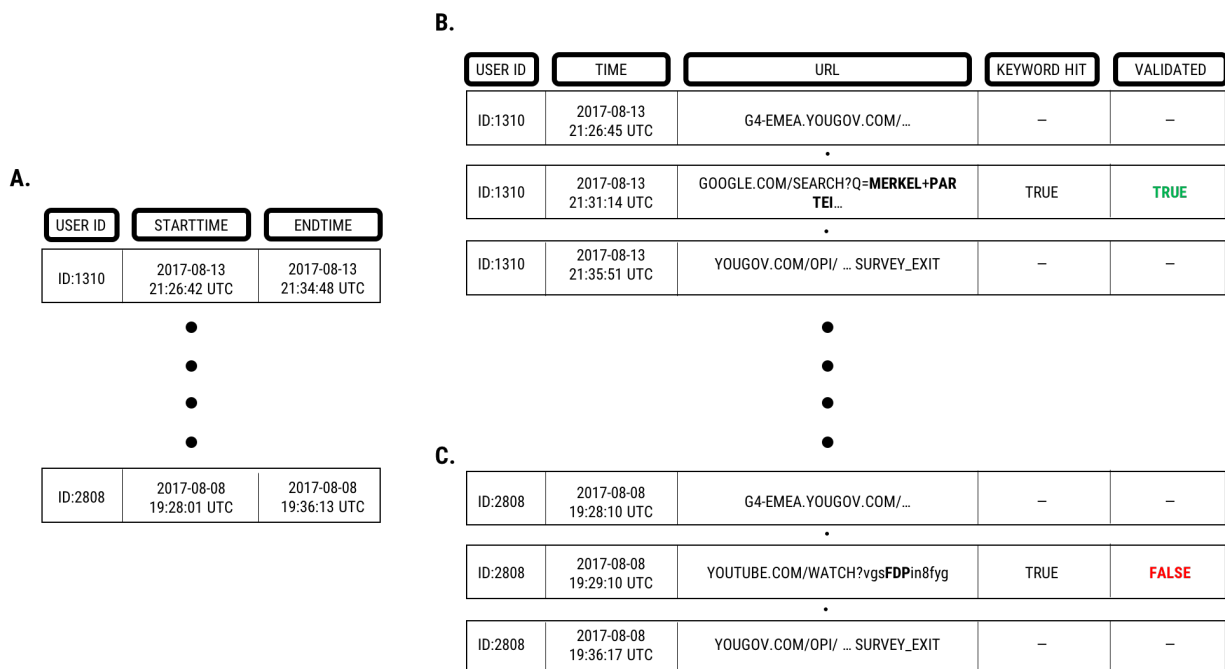 A.
USER ID STARTTIME ENDTIME
ID:1310 2017-08-13 2017-08-13
21:26:42 UTC 21:34:48 UTC
ID:2808 2017-08-08 2017-08-08
19:28:01 UTC 19:36:13 UTC
B.
USER ID TIME URL KEYWORD HIT VALIDATED
ID:1310 2017-08-13 G4-EMEA.YOUGOV.COM/… – –
21:26:45 UTC
ID:1310 2017-08-13 GOOGLE.COM/SEARCH?Q=MERKEL+PAR TRUE TRUE
21:31:14 UTC TEI…
ID:1310 2017-08-13 YOUGOV.COM/OPI/ … SURVEY_EXIT – –
21:35:51 UTC
C.
ID:2808 2017-08-08 G4-EMEA.YOUGOV.COM/… – –
19:28:10 UTC
ID:2808 2017-08-08 YOUTUBE.COM/WATCH?vgsFDPin8fyg TRUE FALSE
19:29:10 UTC
ID:2808 2017-08-08 YOUGOV.COM/OPI/ … SURVEY_EXIT – –
19:36:17 UTC